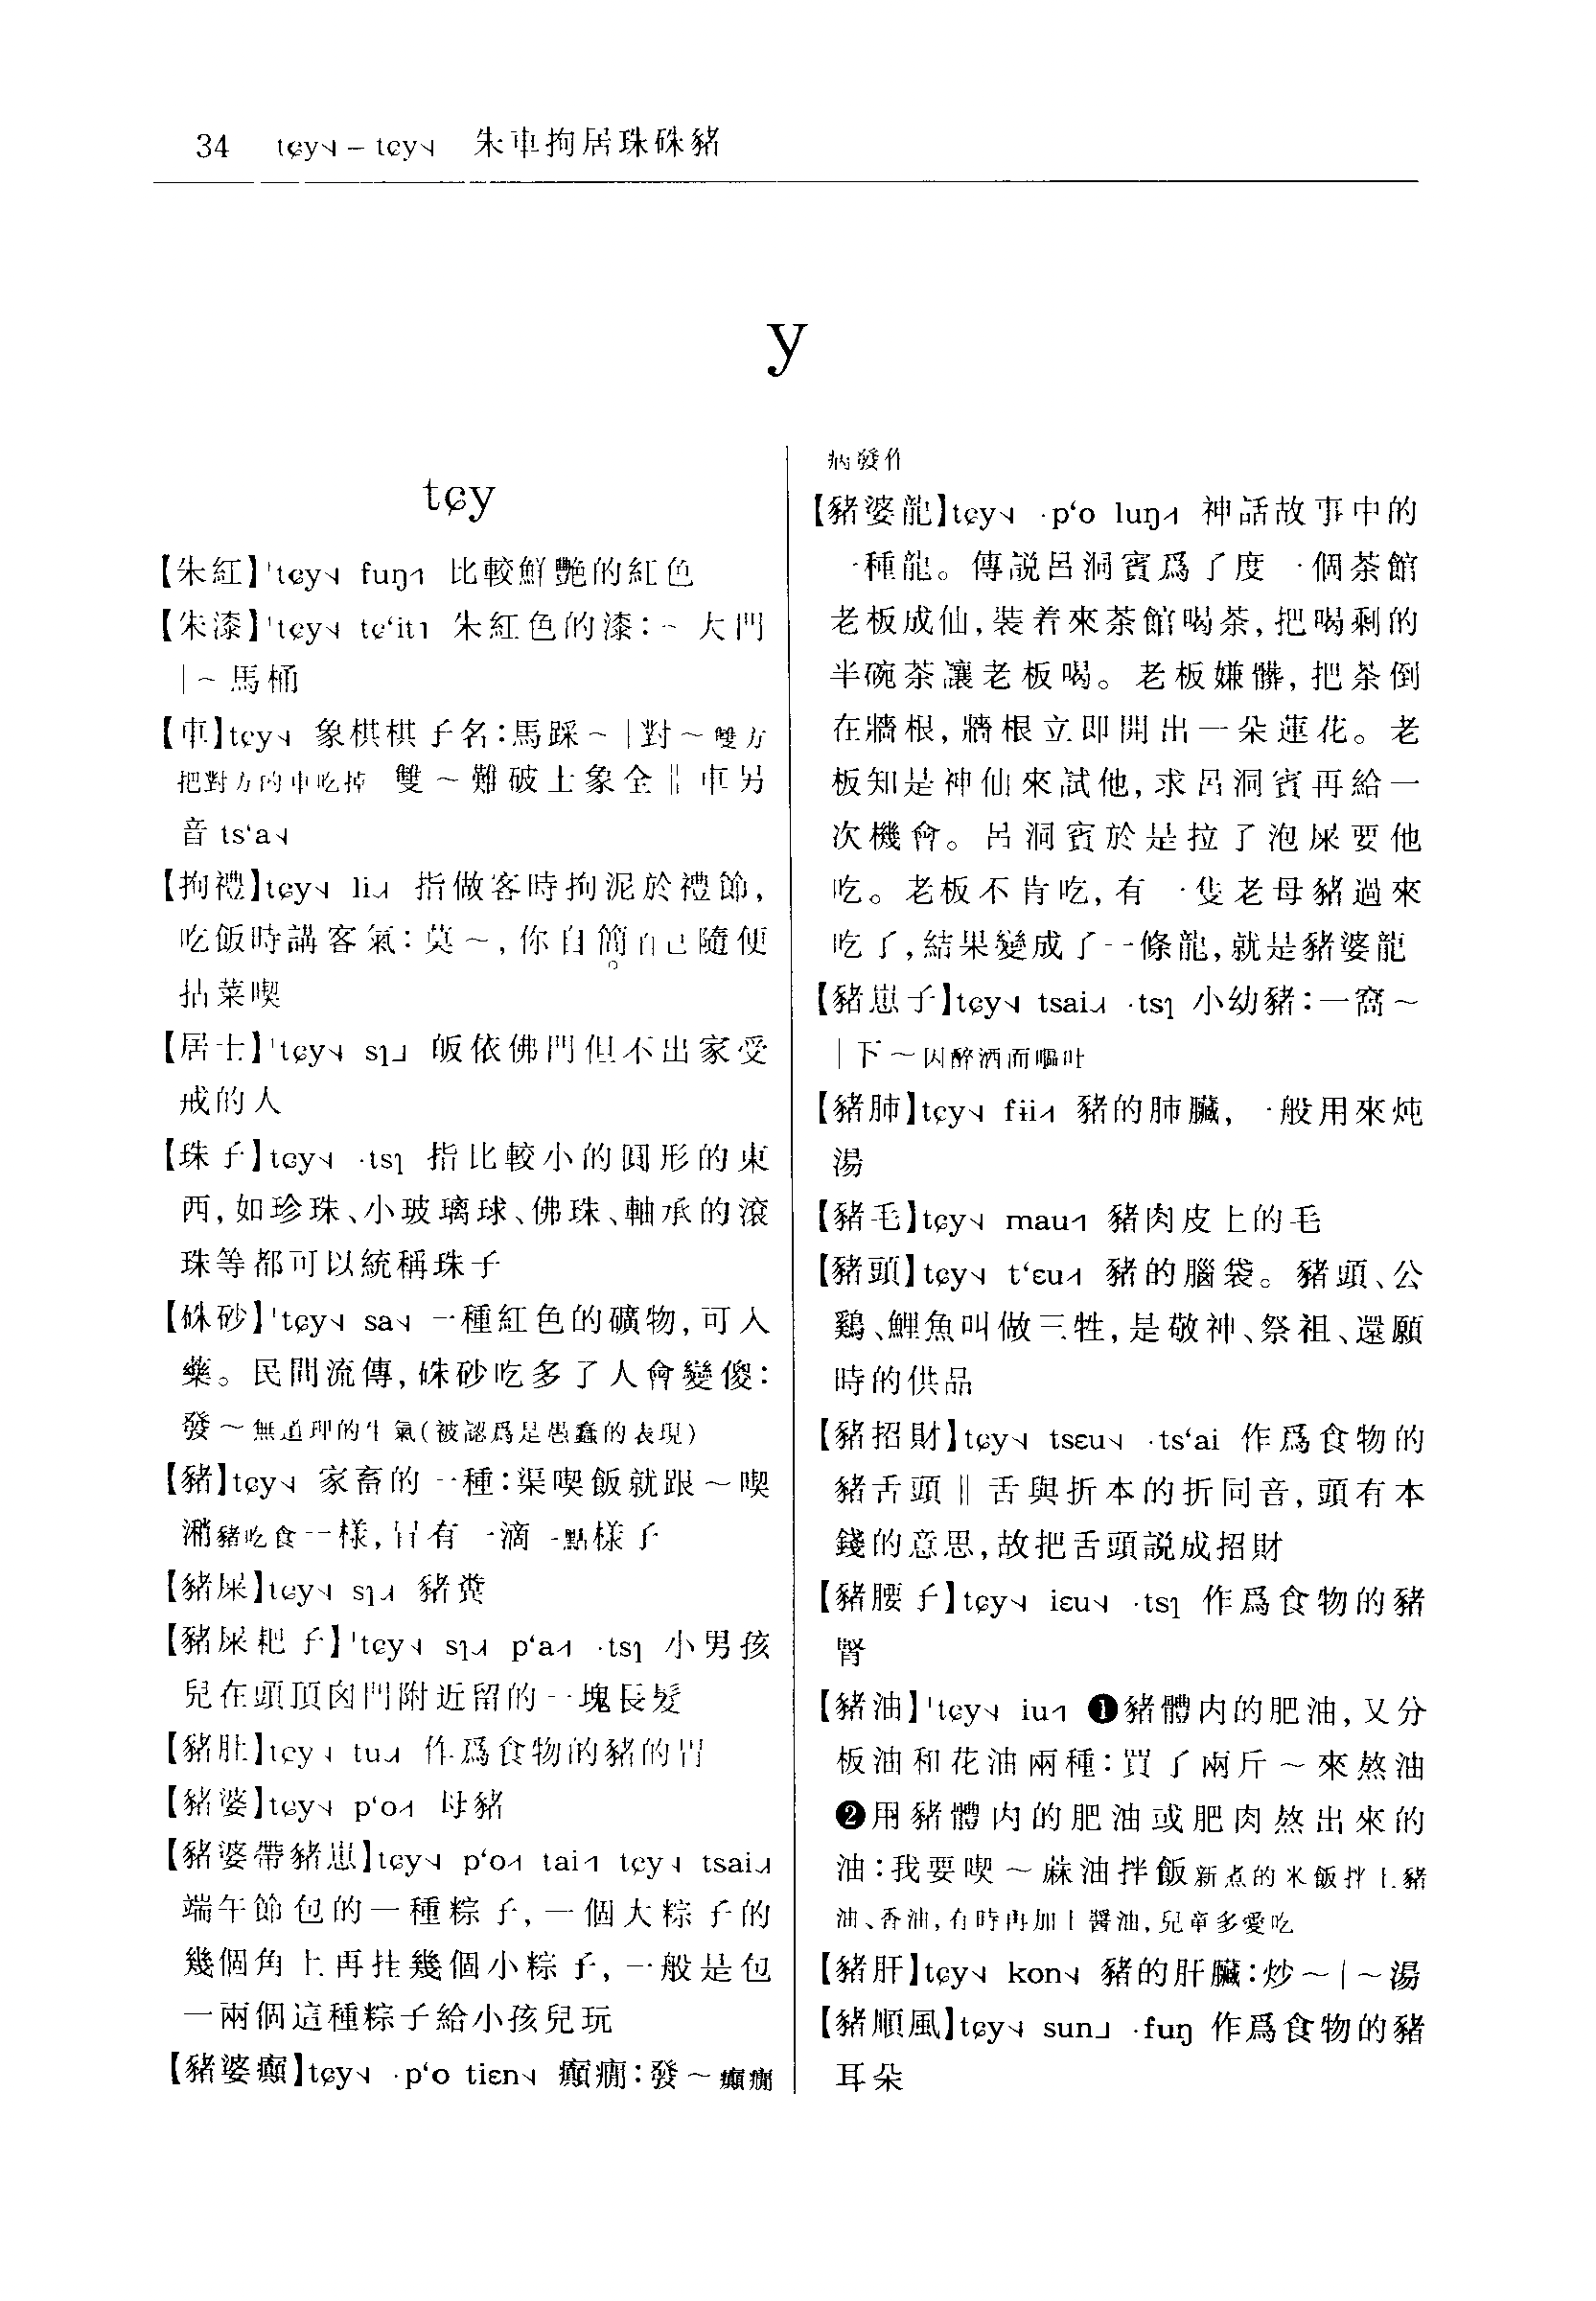 34 tɕy˧˩ – tɕy˧˩ 朱車拘居珠硃豬
y
tɕy
【朱紅】ˈtɕy˧˩ fuŋ˧˥ 比較鮮艷的紅色
【朱漆】ˈtɕy˧˩ tɕ‘it˥ 朱紅色的漆：~ 大門
|~ 馬桶
【車】tɕy˧˩ 象棋棋子名：馬踩~|對~雙方
把對方的車吃掉 雙~難破士象全‖車另
音 ts‘a˧˩
【拘禮】tɕy˧˩ li˨˩˧ 指做客時拘泥於禮節，
吃飯時講客氣：莫~，你自簡自己隨便
拈菜喫
【居士】ˈtɕy˧˩ sɿ˩ 皈依佛門但不出家受
戒的人
【珠子】tɕy˧˩ ·tsɿ 指比較小的圓形的東
西，如珍珠、小玻璃球、佛珠、軸承的滾
珠等都可以統稱珠子
【硃砂】ˈtɕy˧˩ sa˧˩ 一種紅色的礦物，可入
藥。民間流傳，硃砂吃多了人會變傻：
發~無道理的生氣（被認爲是愚蠢的表現）
【豬】tɕy˧˩ 家畜的一種：渠喫飯就跟~喫
潲豬吃食一樣，冇有一滴一點樣子
【豬屎】tɕy˧˩ sɿ˨˩˧ 豬糞
【豬屎耙子】ˈtɕy˧˩ sɿ˨˩˧ p‘a˨˦ ·tsɿ 小男孩
兒在頭頂囟門附近留的一塊長髮
【豬肚】tɕy˧˩ tu˨˩˧ 作爲食物的豬的胃
【豬婆】tɕy˧˩ p‘o˨˦ 母豬
【豬婆帶豬崽】tɕy˧˩ p‘o˨˦ tai˧˥ tɕy˧˩ tsai˨˩˧
端午節包的一種粽子，一個大粽子的
幾個角上再挂幾個小粽子，一般是包
一兩個這種粽子給小孩兒玩
【豬婆癲】tɕy˧˩ ·p‘o tiɛn˧˩ 癲癇：發~癲癇
病發作
【豬婆龍】tɕy˧˩ ·p‘o luŋ˨˦ 神話故事中的
一種龍。傳説呂洞賓爲了度一個茶館
老板成仙，裝着來茶館喝茶，把喝剩的
半碗茶讓老板喝。老板嫌髒，把茶倒
在牆根，牆根立即開出一朵蓮花。老
板知是神仙來試他，求呂洞賓再給一
次機會。呂洞賓於是拉了泡屎要他
吃。老板不肯吃，有一隻老母豬過來
吃了，結果變成了一條龍，就是豬婆龍
【豬崽子】tɕy˧˩ tsai˨˩˧ ·tsɿ 小幼豬：一窩~
|下~因醉酒而嘔吐
【豬肺】tɕy˧˩ fɨi˨˦ 豬的肺臟，一般用來炖
湯
【豬毛】tɕy˧˩ mau˧˥ 豬肉皮上的毛
【豬頭】tɕy˧˩ t‘ɛu˨˦ 豬的腦袋。豬頭、公
鷄、鯉魚叫做三牲，是敬神、祭祖、還願
時的供品
【豬招財】tɕy˧˩ tsɛu˧˩ ·ts‘ai 作爲食物的
豬舌頭‖舌與折本的折同音，頭有本
錢的意思，故把舌頭説成招財
【豬腰子】tɕy˧˩ iɛu˧˩ ·tsɿ 作爲食物的豬
腎
【豬油】ˈtɕy˧˩ iu˧˥ ❶豬體内的肥油，又分
板油和花油兩種：買了兩斤~來熬油
❷用豬體内的肥油或肥肉熬出來的
油：我要喫~蔴油拌飯新煮的米飯拌上豬
油、香油，有時再加上醬油，兒童多愛吃
【豬肝】tɕy˧˩ kon˧˩ 豬的肝臟：炒~|~湯
【豬順風】tɕy˧˩ sun˩ ·fuŋ 作爲食物的豬
耳朵